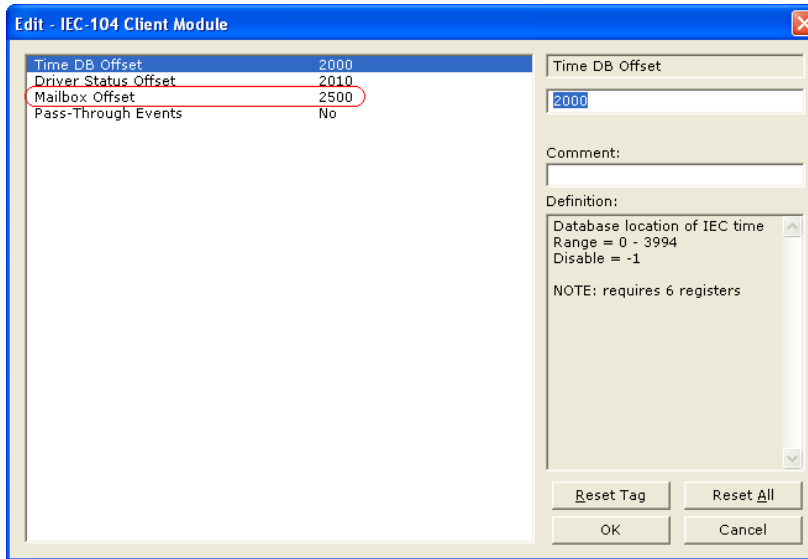 Edit - IEC-104 Client Module
Time DB Offset 2000
Driver Status Offset 2010
Mailbox Offset 2500
Pass-Through Events No
Time DB Offset
2000
Comment:
Definition:
Database location of IEC time
Range = 0 - 3994
Disable = -1
NOTE: requires 6 registers
Reset Tag Reset All
OK Cancel